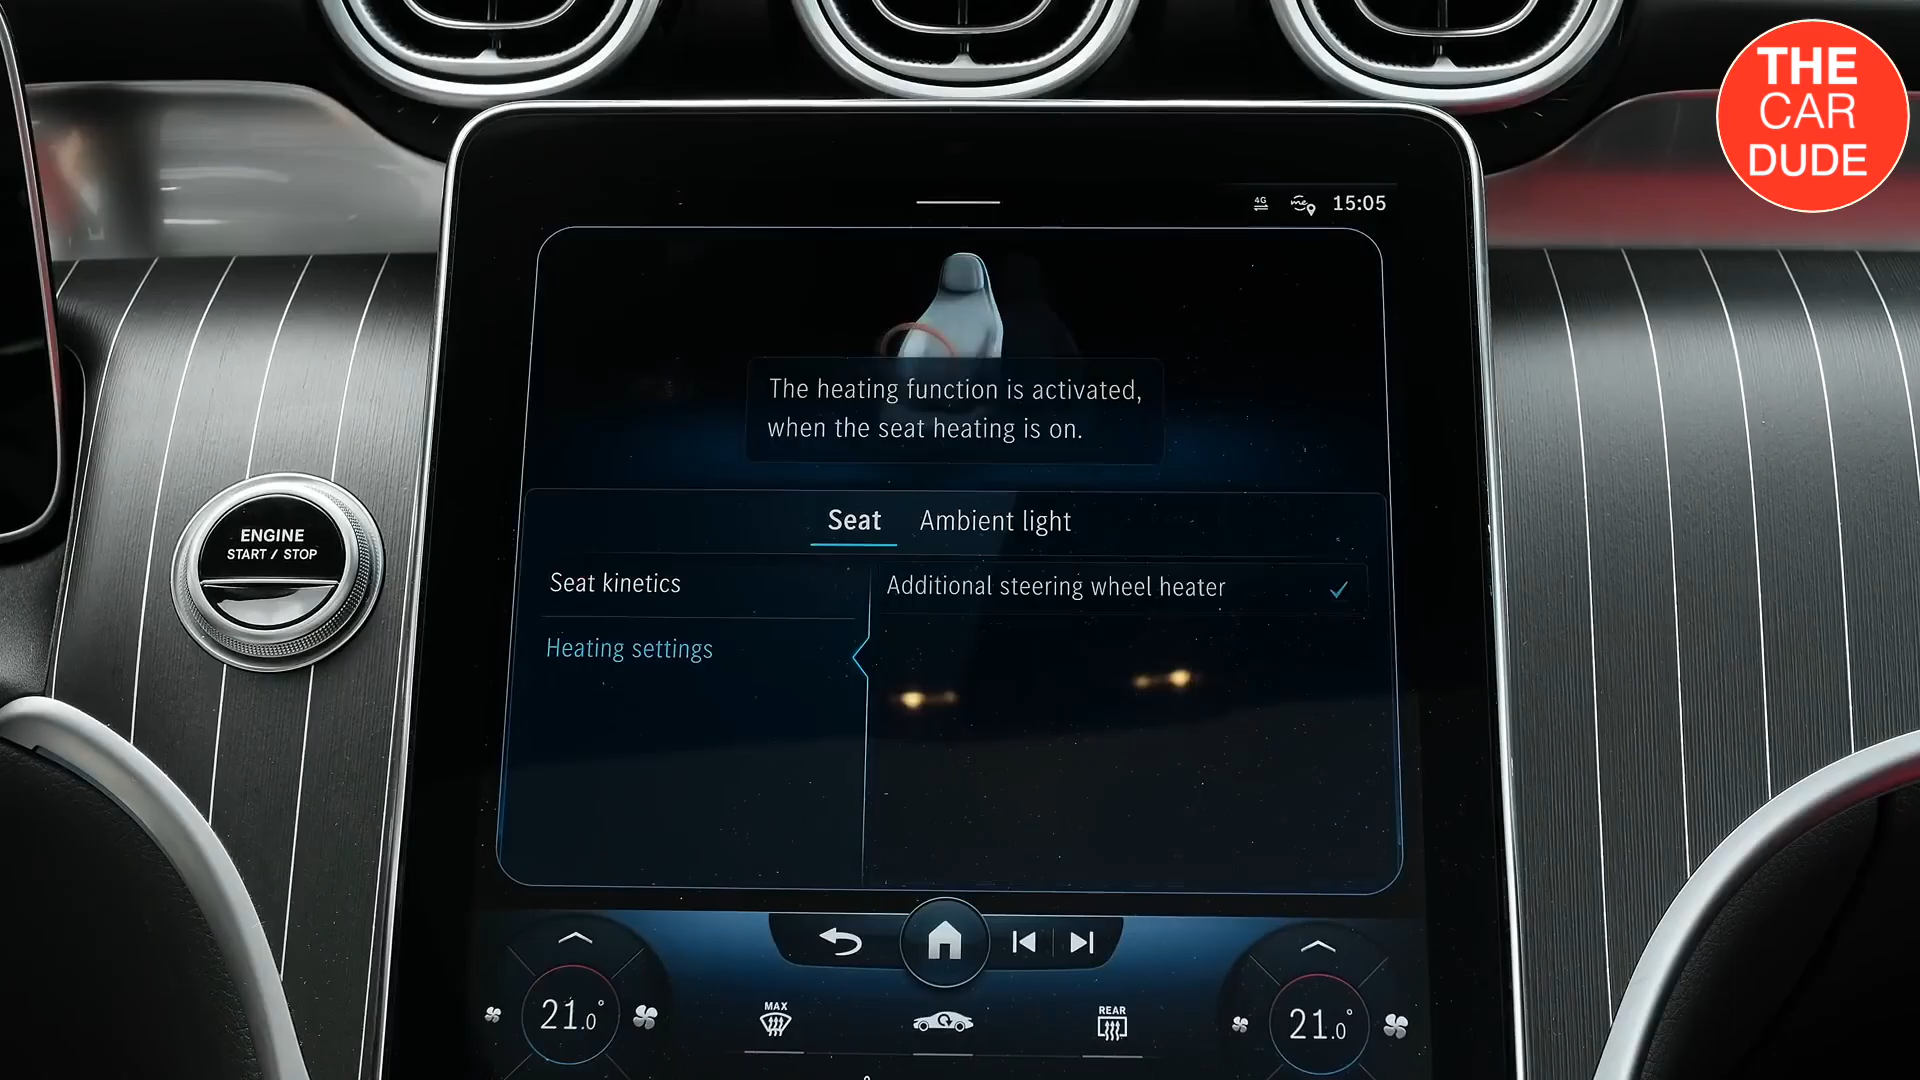 THE
CAR
DUDE
4G
15:05
The heating function is activated,
when the seat heating is on.
Seat
Ambient light
ENGINE
START / STOP
Seat kinetics
Additional steering wheel heater
Heating settings
21.0°
MAX
REAR
21.0°